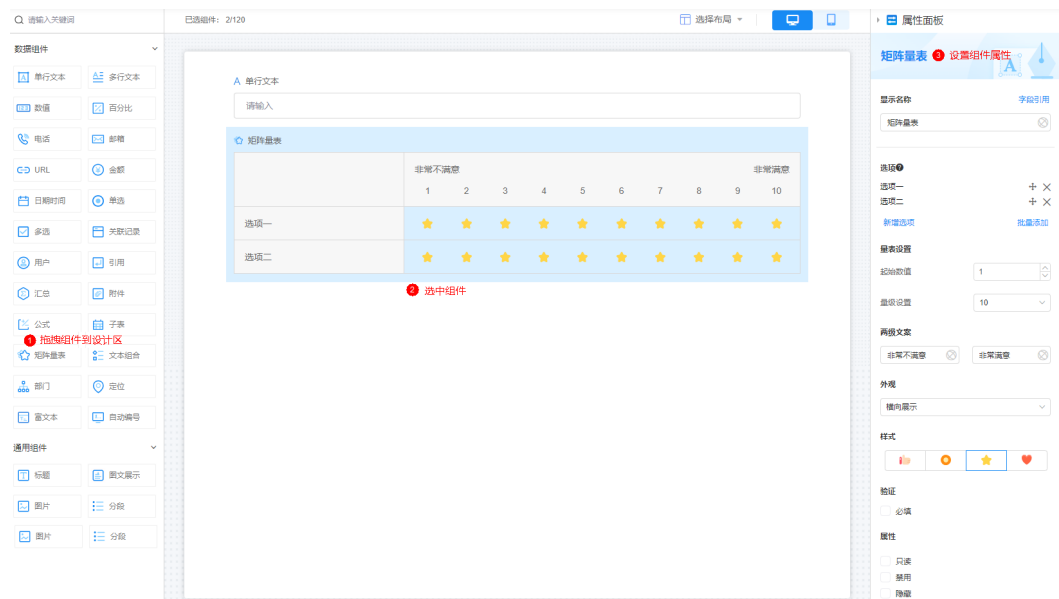 请输入关键词
已选组件: 2/120
选择布局
属性面板
数据组件
单行文本
多行文本
数值
百分比
电话
邮箱
URL
金额
日期时间
单选
多选
关联记录
用户
引用
汇总
附件
公式
子表
1 拖拽组件到设计区
矩阵量表
文本组合
部门
定位
富文本
自动编号
通用组件
标题
图文展示
图片
分段
图片
分段
A 单行文本
请输入
矩阵量表
非常不满意
非常满意
1 2 3 4 5 6 7 8 9 10
选项一
选项二
2 选中组件
矩阵量表
3 设置组件属性
显示名称
字段引用
矩阵量表
选项
选项一
选项二
新增选项
批量添加
量表设置
起始数值
1
量级设置
10
两级文案
非常不满意
非常满意
外观
横向展示
样式
验证
必填
属性
只读
禁用
隐藏